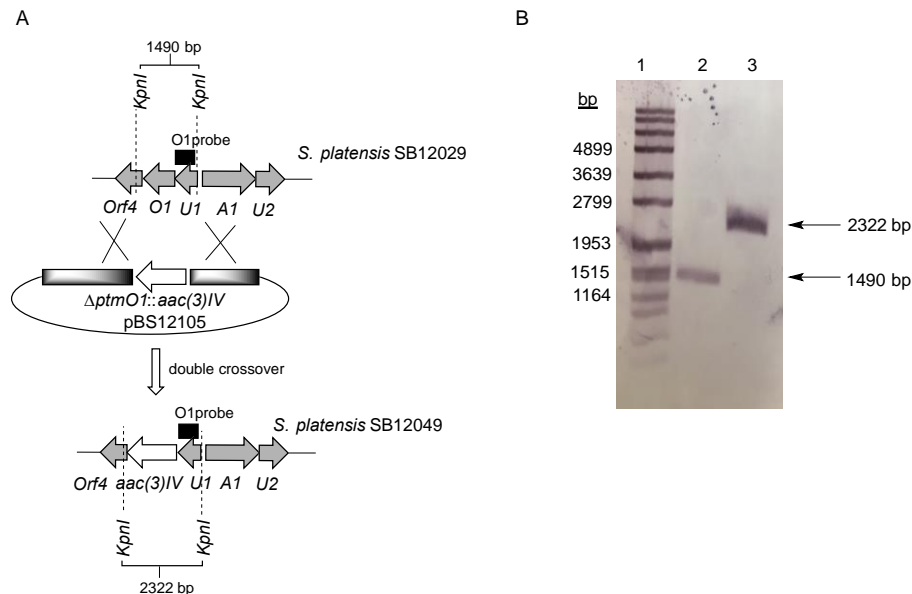 A
1490 bp
KpnI KpnI
O1probe
S. platensis SB12029
Orf4 O1 U1 A1 U2
ΔptmO1::aac(3)IV
pBS12105
double crossover
O1probe
S. platensis SB12049
Orf4 aac(3)IV U1 A1 U2
KpnI KpnI
2322 bp
B
1 2 3
bp
4899
3639
2799
1953
1515
1164
2322 bp
1490 bp